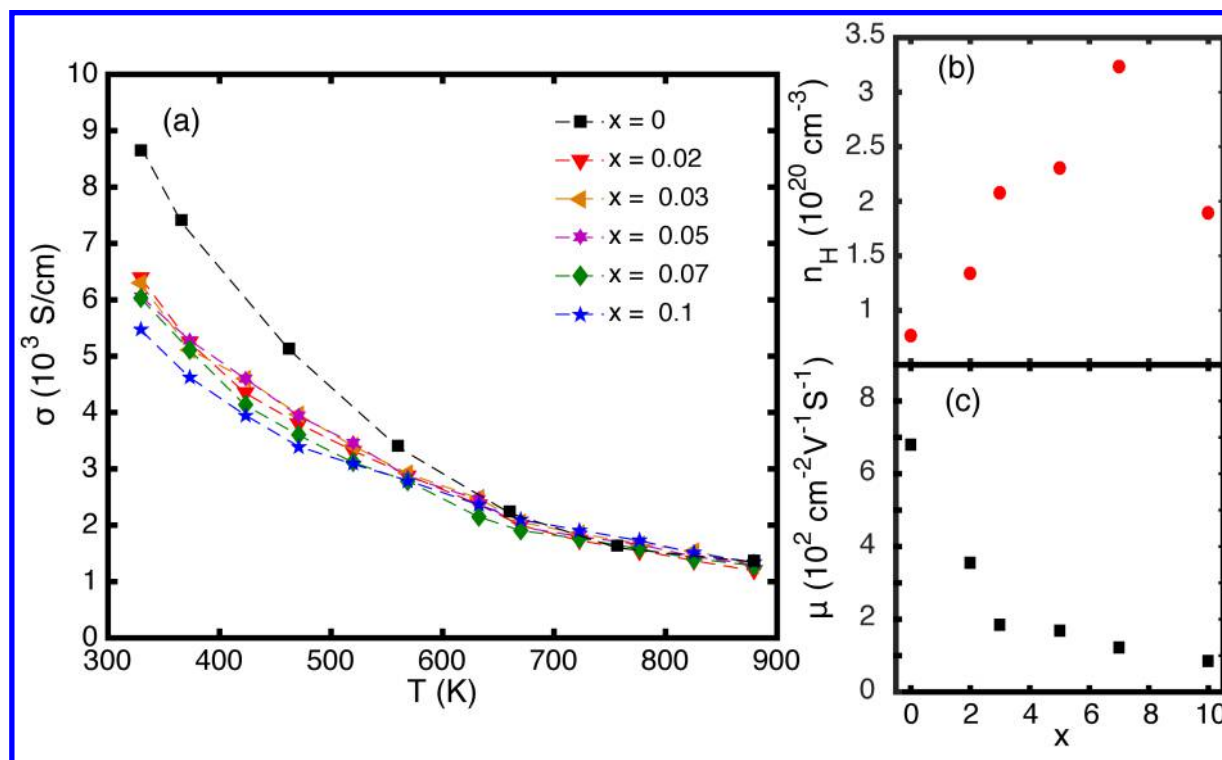 (a)
x = 0
x = 0.02
x = 0.03
x = 0.05
x = 0.07
x = 0.1
σ (10³ S/cm)
10
9
8
7
6
5
4
3
2
1
0
300 400 500 600 700 800 900
T (K)
(b)
n_H (10²⁰ cm⁻³)
3.5
3
2.5
2
1.5
1
(c)
μ (10² cm⁻²V⁻¹S⁻¹)
8
6
4
2
0
0 2 4 6 8 10
x